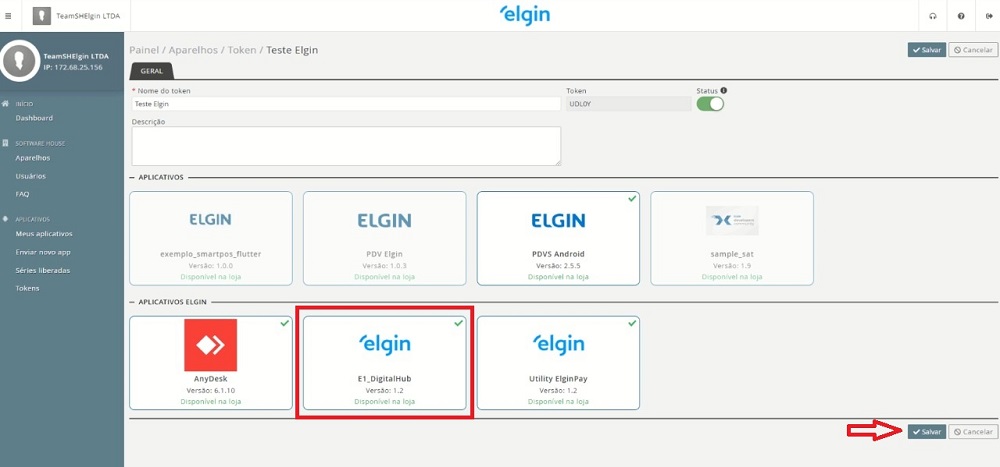 TeamSHElgin LTDA
elgin
TeamSHElgin LTDA
IP: 172.68.25.156
Painel / Aparelhos / Token / Teste Elgin
Salvar
Cancelar
GERAL
INÍCIO
Dashboard
SOFTWARE HOUSE
Aparelhos
Usuários
FAQ
APLICATIVOS
Meus aplicativos
Enviar novo app
Séries liberadas
Tokens
* Nome do token
Token
Status
Teste Elgin
UDL0Y
Descrição
APLICATIVOS
ELGIN
exemplo_smartpos_flutter
Versão: 1.0.0
Disponível na loja
ELGIN
PDV Elgin
Versão: 1.0.3
Disponível na loja
ELGIN
PDVS Android
Versão: 2.5.5
Disponível na loja
sample_sat
Versão: 1.9
Disponível na loja
APLICATIVOS ELGIN
AnyDesk
Versão: 6.1.10
Disponível na loja
elgin
E1_DigitalHub
Versão: 1.2
Disponível na loja
elgin
Utility ElginPay
Versão: 1.2
Disponível na loja
Salvar
Cancelar